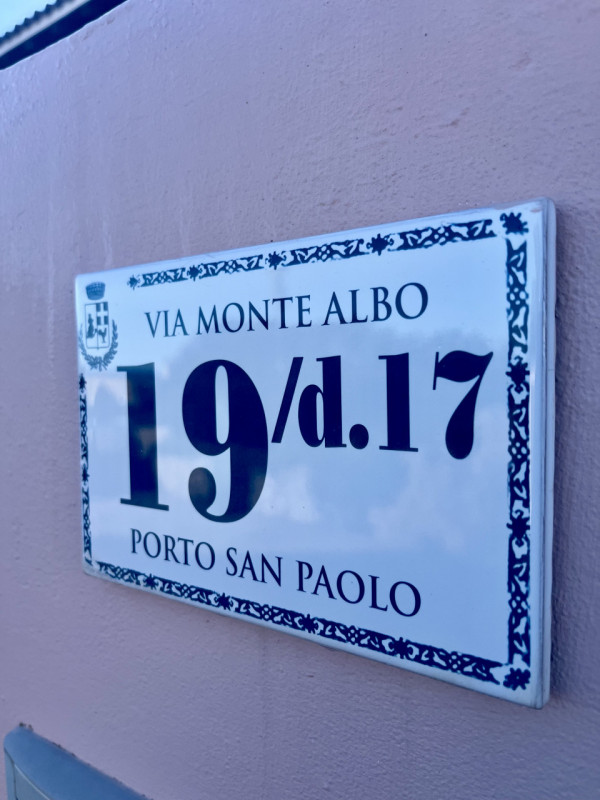 VIA MONTE ALBO
19/d.17
PORTO SAN PAOLO